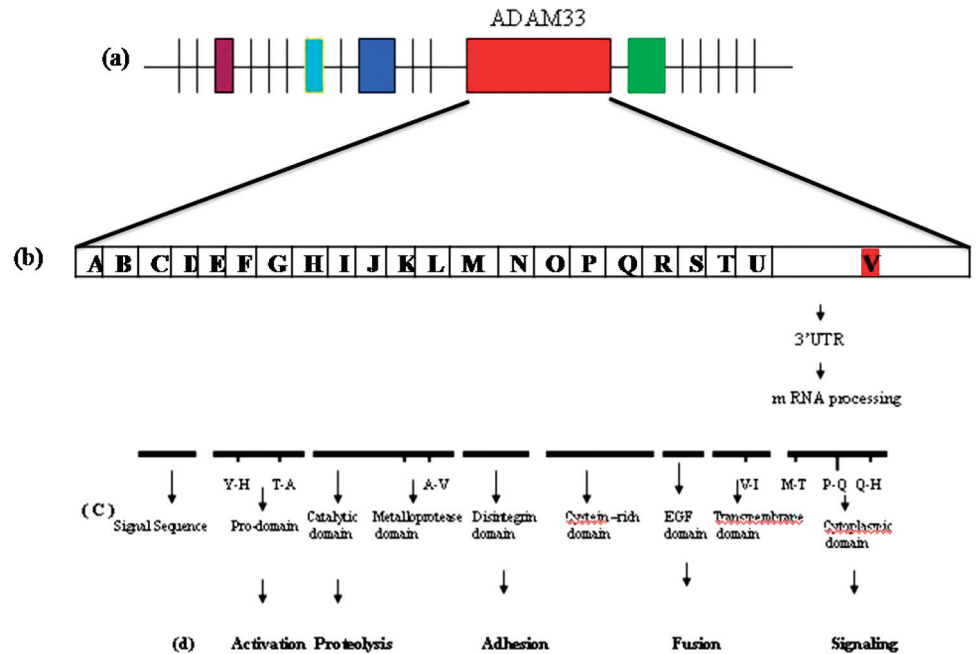 ADAM33
(a)
(b)
A B C D E F G H I J K L M N O P Q R S T U V
3'UTR
m RNA processing
Y-H T-A A-V V-I M-T P-Q Q-H
(C)
Signal Sequence
Pro-domain
Catalytic
domain
Metalloprotease
domain
Disintegrin
domain
Cystein-rich
domain
EGF
domain
Transmembrane
domain
Cytoplasmic
domain
(d) Activation Proteolysis Adhesion Fusion Signaling